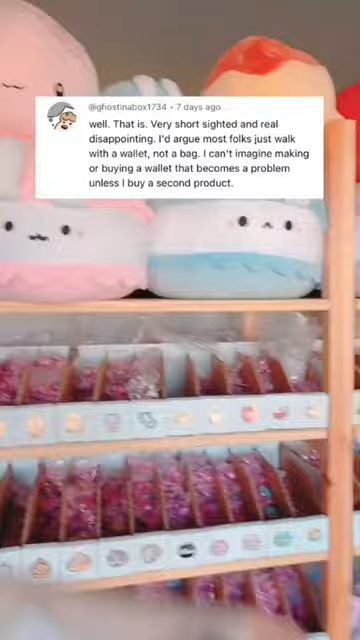 @ghostinabox1734 • 7 days ago
well. That is. Very short sighted and real
disappointing. I'd argue most folks just walk
with a wallet, not a bag. I can't imagine making
or buying a wallet that becomes a problem
unless I buy a second product.